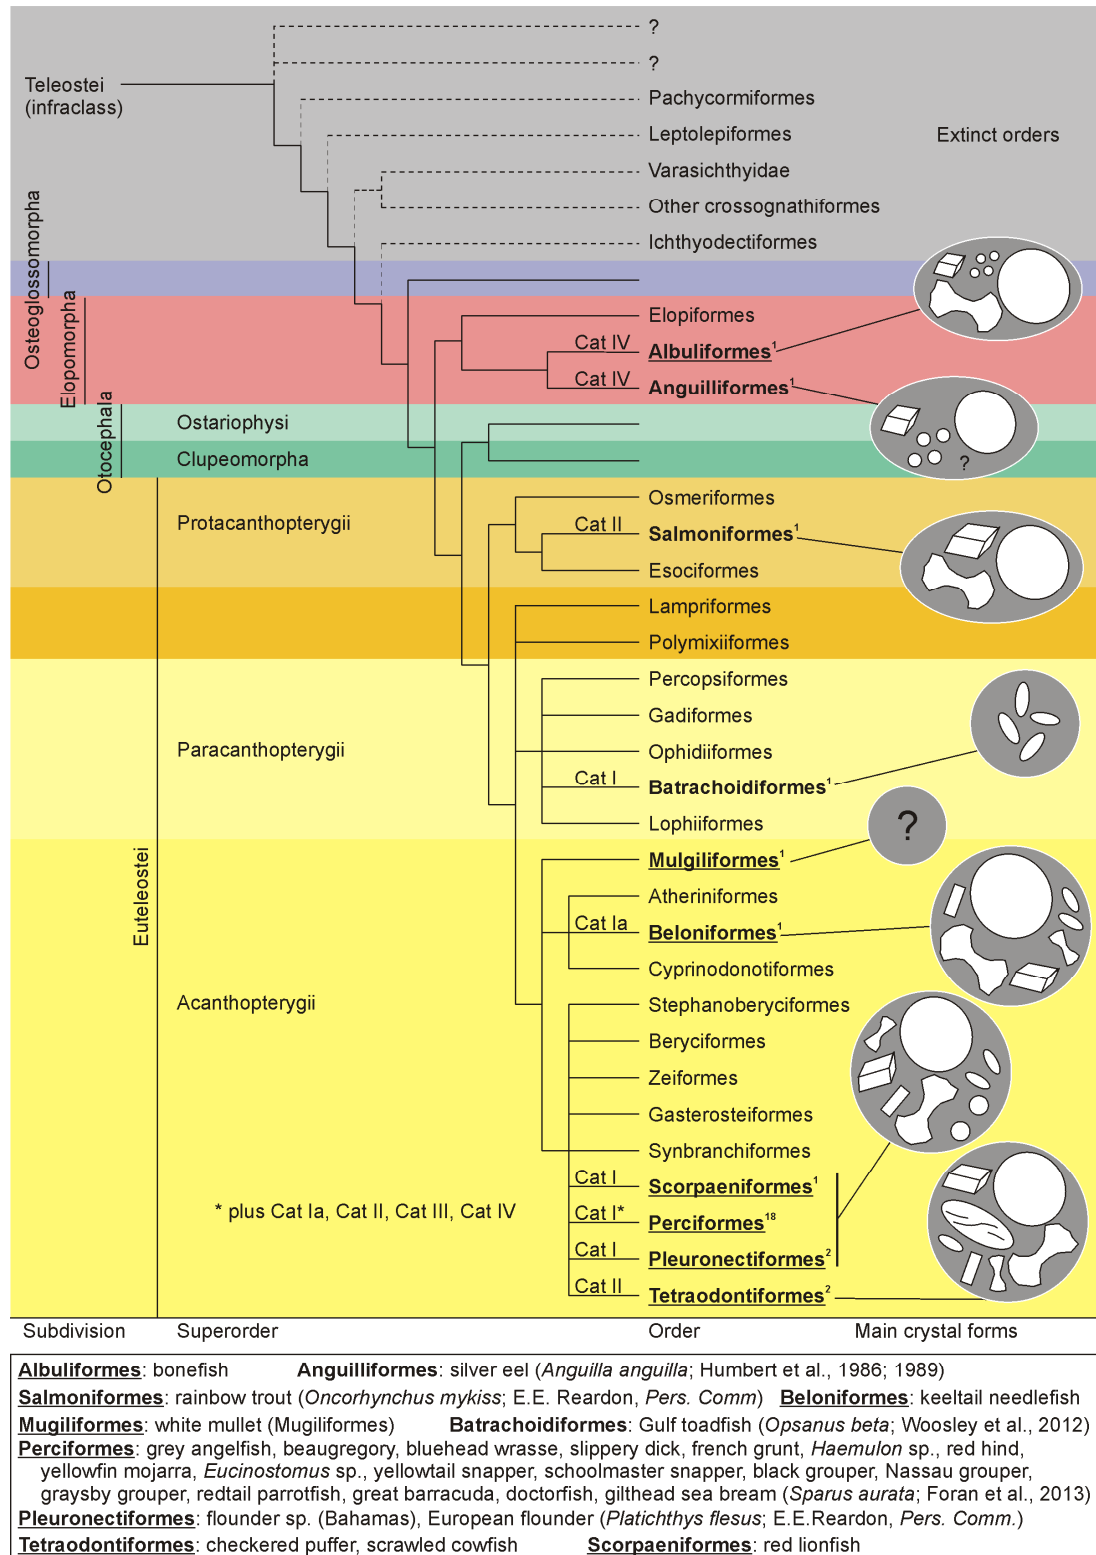 ?
?
Teleostei
(infraclass)
Pachycormiformes
Leptolepiformes
Extinct orders
Varasichthyidae
Other crossognathiformes
Ichthyodectiformes
Osteoglossomorpha
Elopomorpha
Elopiformes
Cat IV
Albuliformes¹
Cat IV
Anguilliformes¹
Otocephala
Ostariophysi
Clupeomorpha
?
Osmeriformes
Protacanthopterygii
Cat II
Salmoniformes¹
Esociformes
Lampriformes
Polymixiiformes
Percopsiformes
Gadiformes
Paracanthopterygii
Ophidiiformes
Cat I
Batrachoidiformes¹
Lophiiformes
?
Euteleostei
Mulgiliformes¹
Atheriniformes
Cat Ia
Beloniformes¹
Cyprinodonotiformes
Acanthopterygii
Stephanoberyciformes
Beryciformes
Zeiformes
Gasterosteiformes
Synbranchiformes
Cat I
Scorpaeniformes¹
* plus Cat Ia, Cat II, Cat III, Cat IV
Cat I*
Perciformes¹⁸
Cat I
Pleuronectiformes²
Cat II
Tetraodontiformes²
Subdivision Superorder Order Main crystal forms
Albuliformes: bonefish Anguilliformes: silver eel (Anguilla anguilla; Humbert et al., 1986; 1989)
Salmoniformes: rainbow trout (Oncorhynchus mykiss; E.E. Reardon, Pers. Comm) Beloniformes: keeltail needlefish
Mugiliformes: white mullet (Mugiliformes) Batrachoidiformes: Gulf toadfish (Opsanus beta; Woosley et al., 2012)
Perciformes: grey angelfish, beaugregory, bluehead wrasse, slippery dick, french grunt, Haemulon sp., red hind,
yellowfin mojarra, Eucinostomus sp., yellowtail snapper, schoolmaster snapper, black grouper, Nassau grouper,
graysby grouper, redtail parrotfish, great barracuda, doctorfish, gilthead sea bream (Sparus aurata; Foran et al., 2013)
Pleuronectiformes: flounder sp. (Bahamas), European flounder (Platichthys flesus; E.E.Reardon, Pers. Comm.)
Tetraodontiformes: checkered puffer, scrawled cowfish Scorpaeniformes: red lionfish